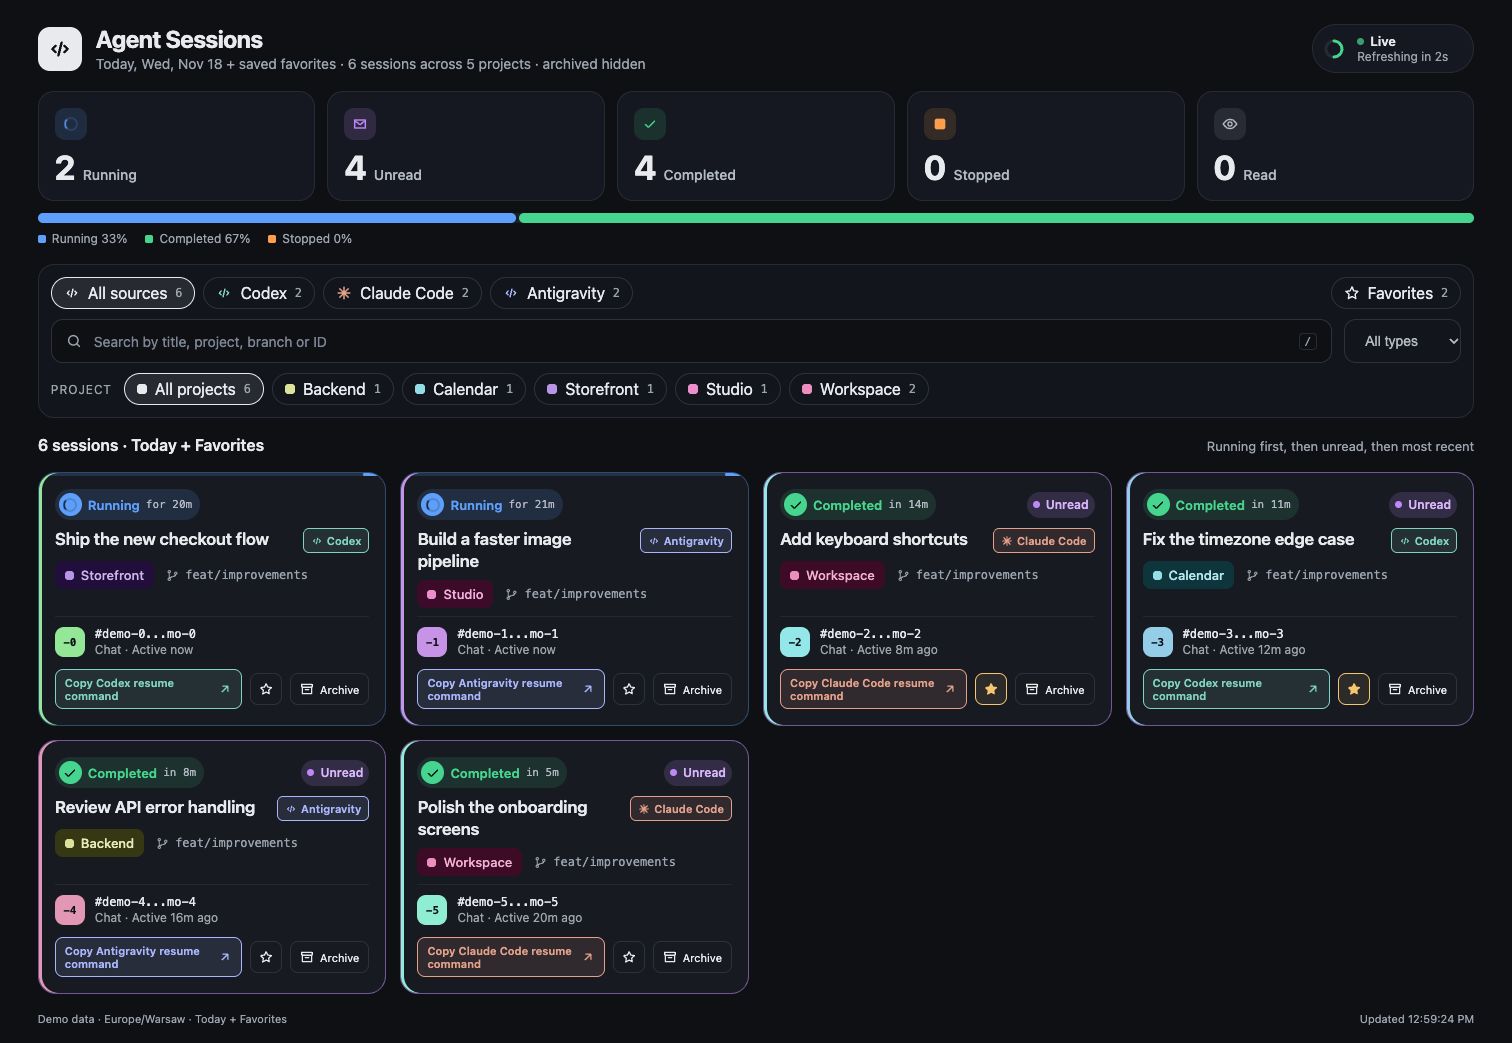 Agent Sessions
Today, Wed, Nov 18 + saved favorites · 6 sessions across 5 projects · archived hidden
Live
Refreshing in 2s
2 Running
4 Unread
4 Completed
0 Stopped
0 Read
Running 33% Completed 67% Stopped 0%
</> All sources 6 </> Codex 2 Claude Code 2 </> Antigravity 2 Favorites 2
Search by title, project, branch or ID / All types
PROJECT All projects 6 Backend 1 Calendar 1 Storefront 1 Studio 1 Workspace 2
6 sessions · Today + Favorites
Running first, then unread, then most recent
Running for 20m
Ship the new checkout flow
</> Codex
Storefront feat/improvements
-0
#demo-0...mo-0
Chat · Active now
Copy Codex resume
command
Archive
Running for 21m
Build a faster image
pipeline
</> Antigravity
Studio feat/improvements
-1
#demo-1...mo-1
Chat · Active now
Copy Antigravity resume
command
Archive
Completed in 14m Unread
Add keyboard shortcuts
Claude Code
Workspace feat/improvements
-2
#demo-2...mo-2
Chat · Active 8m ago
Copy Claude Code resume
command
Archive
Completed in 11m Unread
Fix the timezone edge case
</> Codex
Calendar feat/improvements
-3
#demo-3...mo-3
Chat · Active 12m ago
Copy Codex resume
command
Archive
Completed in 8m Unread
Review API error handling
</> Antigravity
Backend feat/improvements
-4
#demo-4...mo-4
Chat · Active 16m ago
Copy Antigravity resume
command
Archive
Completed in 5m Unread
Polish the onboarding
screens
Claude Code
Workspace feat/improvements
-5
#demo-5...mo-5
Chat · Active 20m ago
Copy Claude Code resume
command
Archive
Demo data · Europe/Warsaw · Today + Favorites
Updated 12:59:24 PM